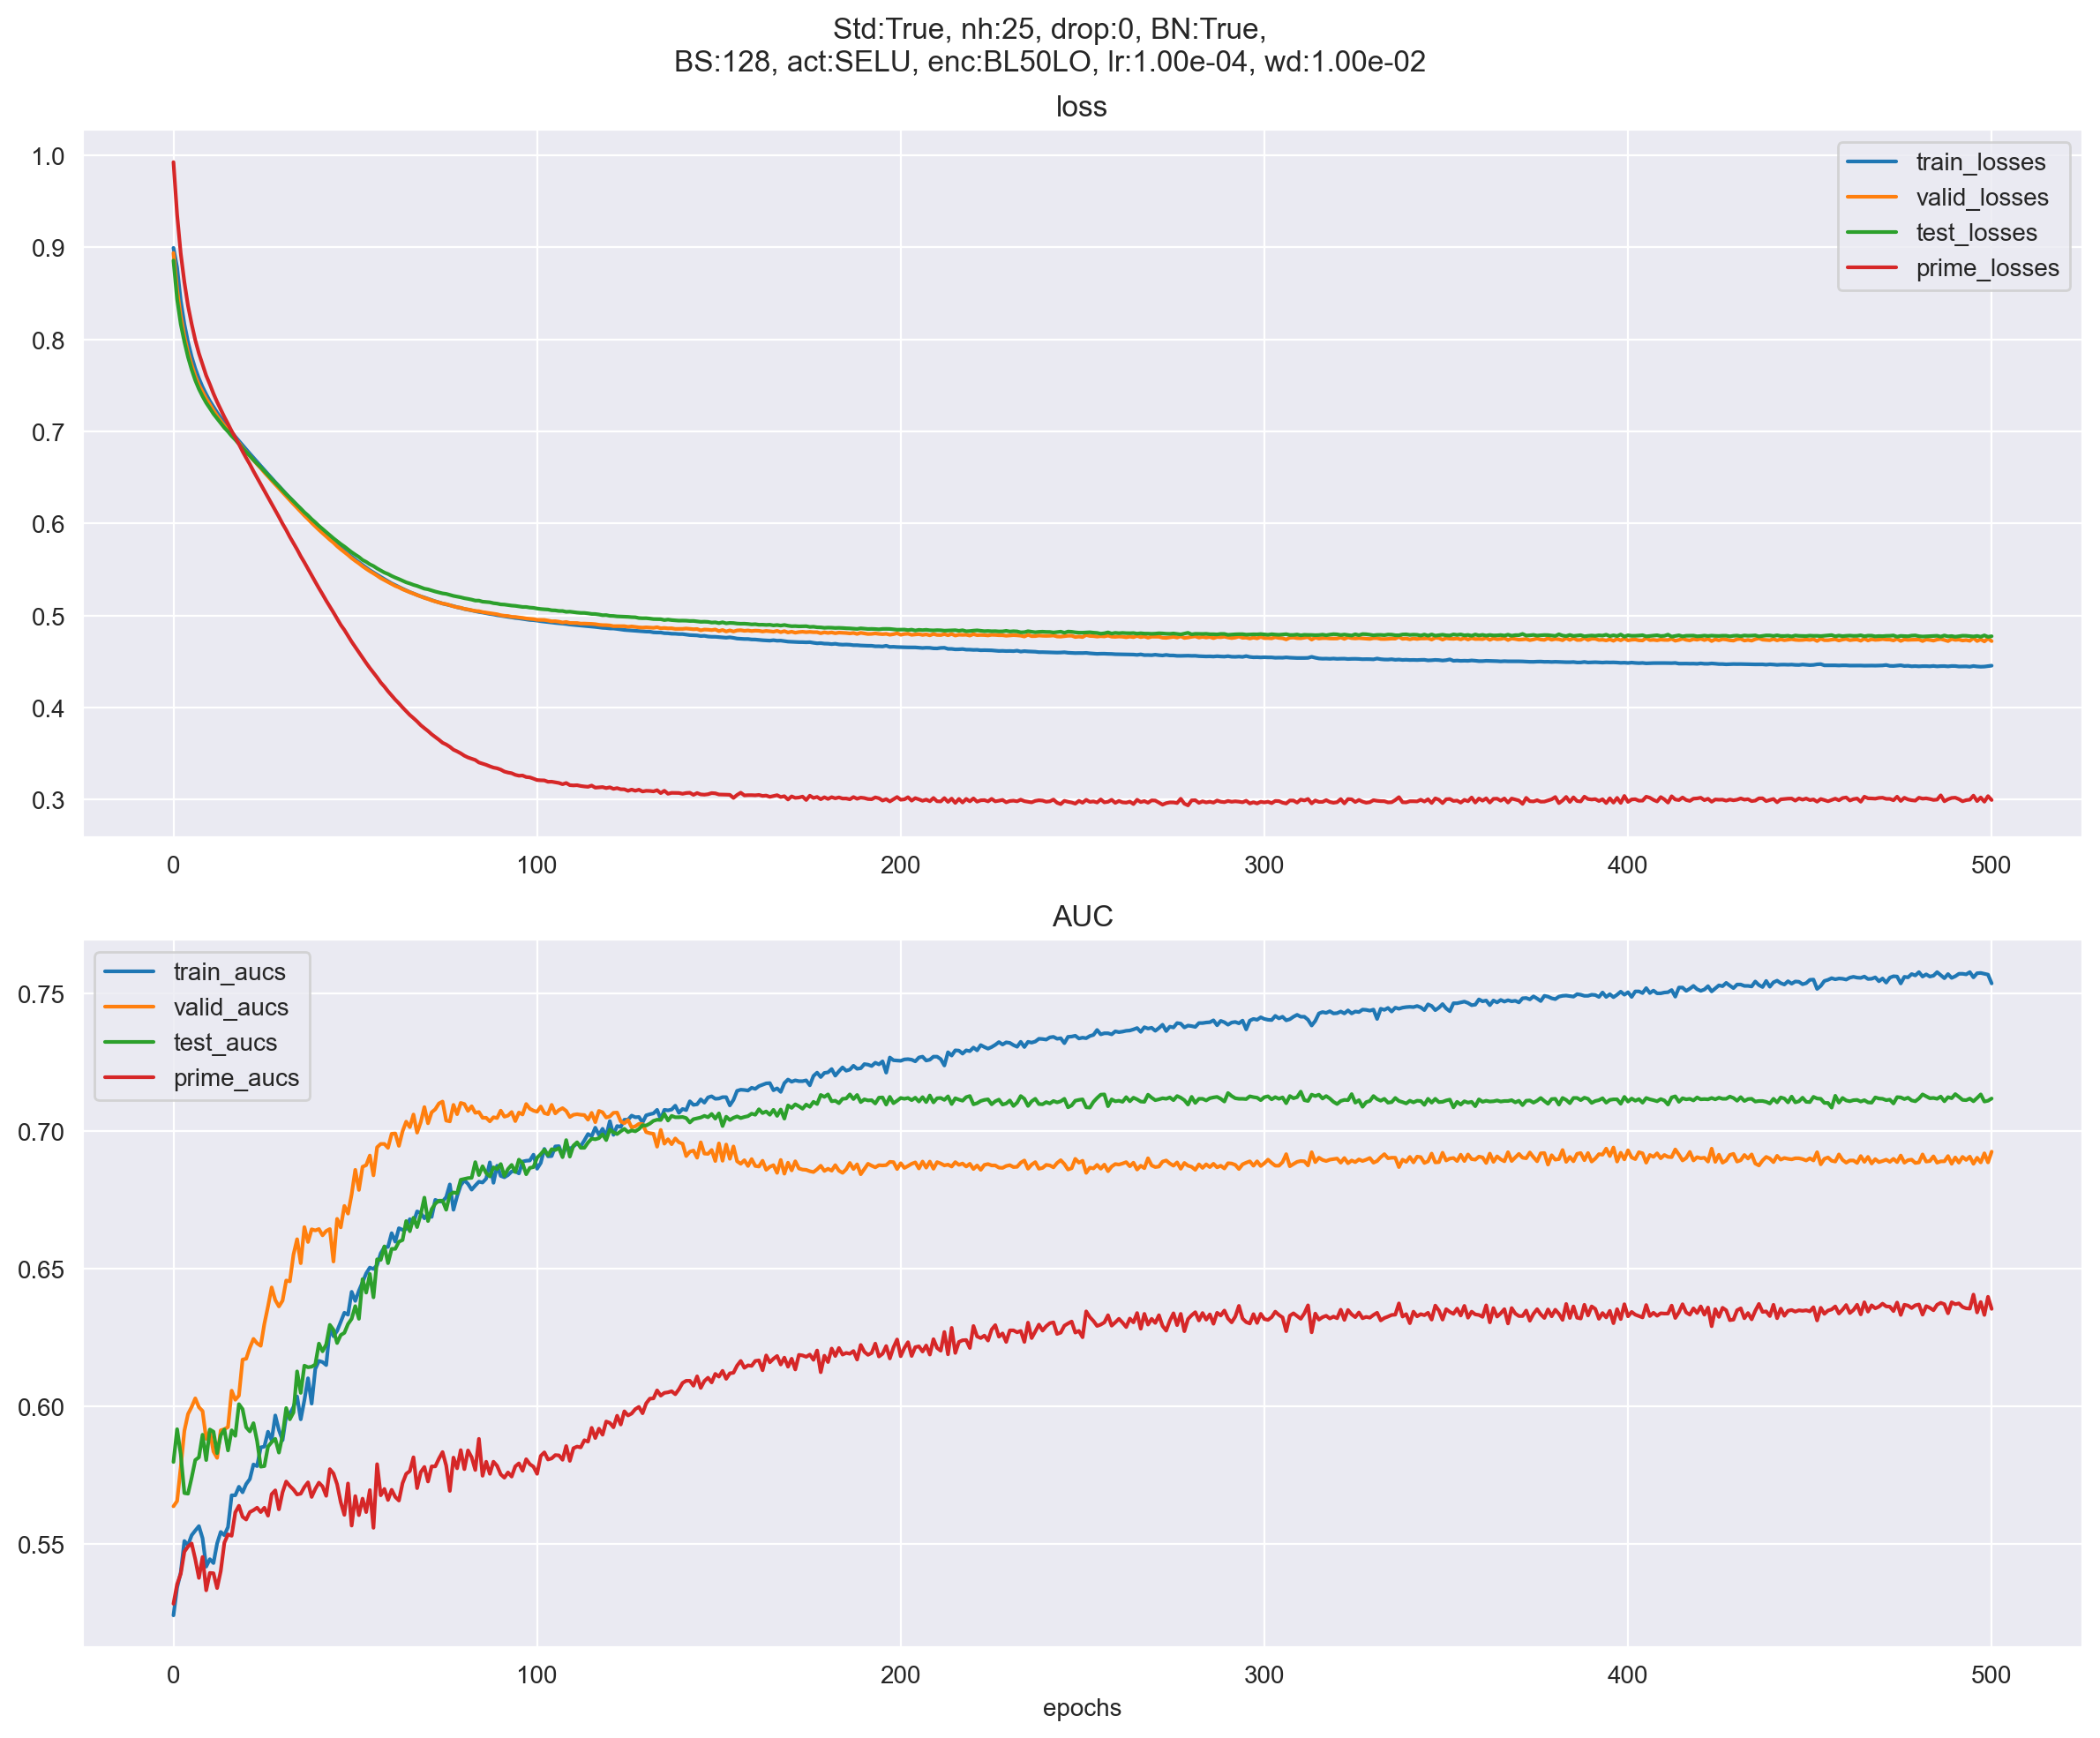 Std:True, nh:25, drop:0, BN:True,
BS:128, act:SELU, enc:BL50LO, lr:1.00e-04, wd:1.00e-02
loss
1.0
0.9
0.8
0.7
0.6
0.5
0.4
0.3
train_losses
valid_losses
test_losses
prime_losses
0 100 200 300 400 500
AUC
0.75
0.70
0.65
0.60
0.55
train_aucs
valid_aucs
test_aucs
prime_aucs
0 100 200 300 400 500
epochs